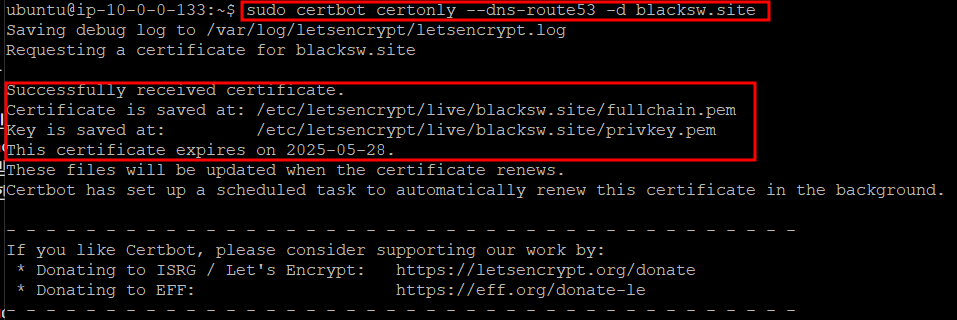 ubuntu@ip-10-0-0-133:~$ sudo certbot certonly --dns-route53 -d blacksw.site
Saving debug log to /var/log/letsencrypt/letsencrypt.log
Requesting a certificate for blacksw.site
Successfully received certificate.
Certificate is saved at: /etc/letsencrypt/live/blacksw.site/fullchain.pem
Key is saved at:         /etc/letsencrypt/live/blacksw.site/privkey.pem
This certificate expires on 2025-05-28.
These files will be updated when the certificate renews.
Certbot has set up a scheduled task to automatically renew this certificate in the background.
- - - - - - - - - - - - - - - - - - - - - - - - - - - - - - - - - - - - - - - -
If you like Certbot, please consider supporting our work by:
 * Donating to ISRG / Let's Encrypt:   https://letsencrypt.org/donate
 * Donating to EFF:                    https://eff.org/donate-le
- - - - - - - - - - - - - - - - - - - - - - - - - - - - - - - - - - - - - - - -